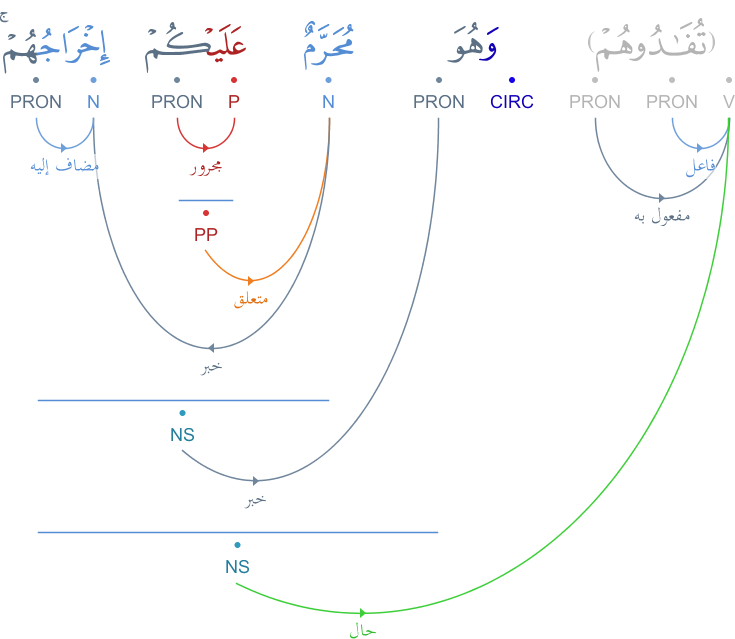 (تُفَـٰدُوهُمْ) وَهُوَ مُحَرَّمٌ عَلَيْكُمْ إِخْرَاجُهُمْ ۚ
PRON N PRON P N PRON CIRC PRON PRON V
مضاف إليه مجرور فاعل
مفعول به
PP
متعلق
خبر
NS
خبر
NS
حال